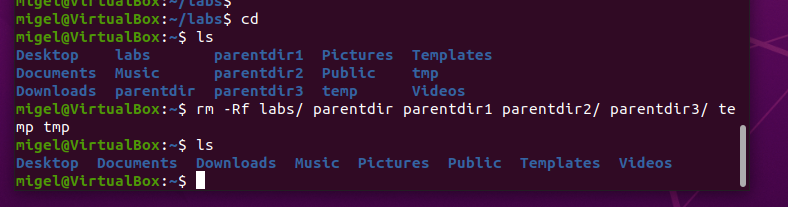 migel@VirtualBox:~/labs$
migel@VirtualBox:~/labs$ cd
migel@VirtualBox:~$ ls
Desktop labs parentdir1 Pictures Templates
Documents Music parentdir2 Public tmp
Downloads parentdir parentdir3 temp Videos
migel@VirtualBox:~$ rm -Rf labs/ parentdir parentdir1 parentdir2/ parentdir3/ te
mp tmp
migel@VirtualBox:~$ ls
Desktop Documents Downloads Music Pictures Public Templates Videos
migel@VirtualBox:~$